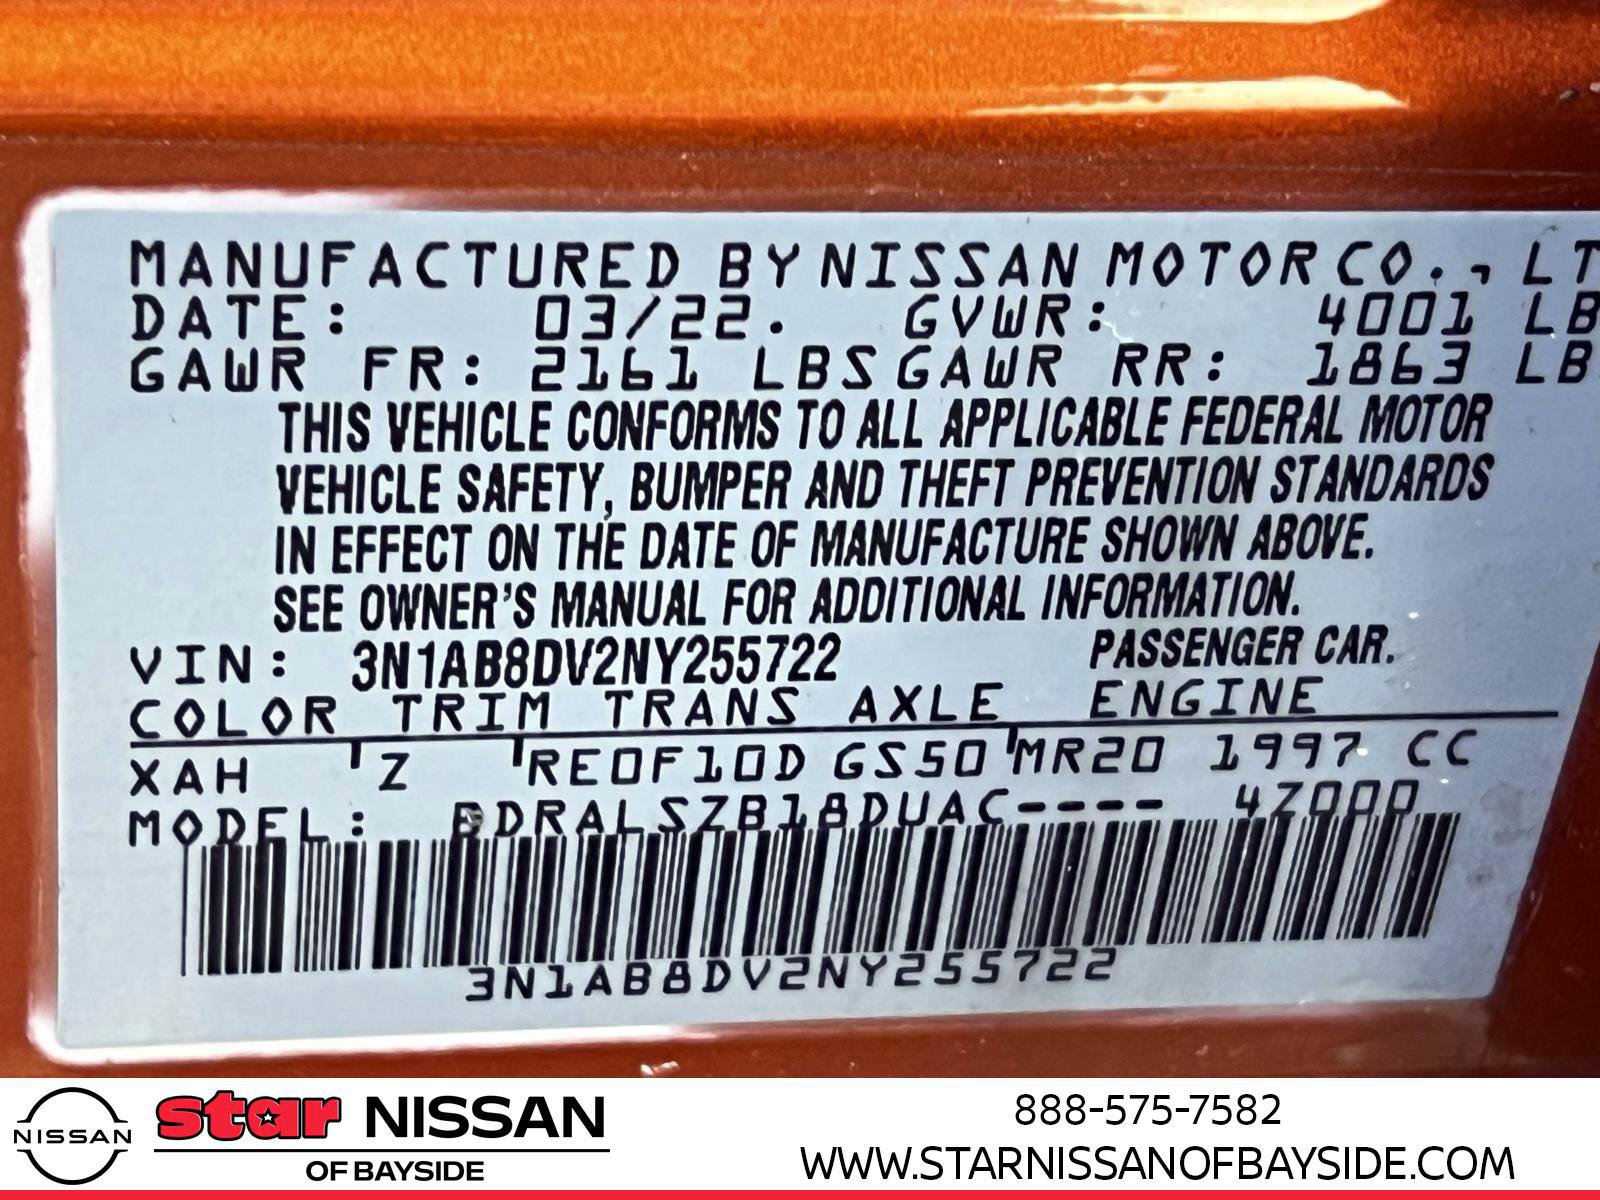 MANUFACTURED BY NISSAN MOTOR CO., LT
DATE: 03/22. GVWR: 4001 LB
GAWR FR: 2161 LBS GAWR RR: 1863 LB
THIS VEHICLE CONFORMS TO ALL APPLICABLE FEDERAL MOTOR
VEHICLE SAFETY, BUMPER AND THEFT PREVENTION STANDARDS
IN EFFECT ON THE DATE OF MANUFACTURE SHOWN ABOVE.
SEE OWNER'S MANUAL FOR ADDITIONAL INFORMATION.
VIN: 3N1AB8DV2NY255722 PASSENGER CAR.
COLOR TRIM TRANS AXLE ENGINE
XAH Z RE0F10D GS50 MR20 1997 CC
MODEL: BDRALSZB18DUAC---- 4Z000
3N1AB8DV2NY255722
NISSAN
star NISSAN
OF BAYSIDE
888-575-7582
WWW.STARNISSANOFBAYSIDE.COM